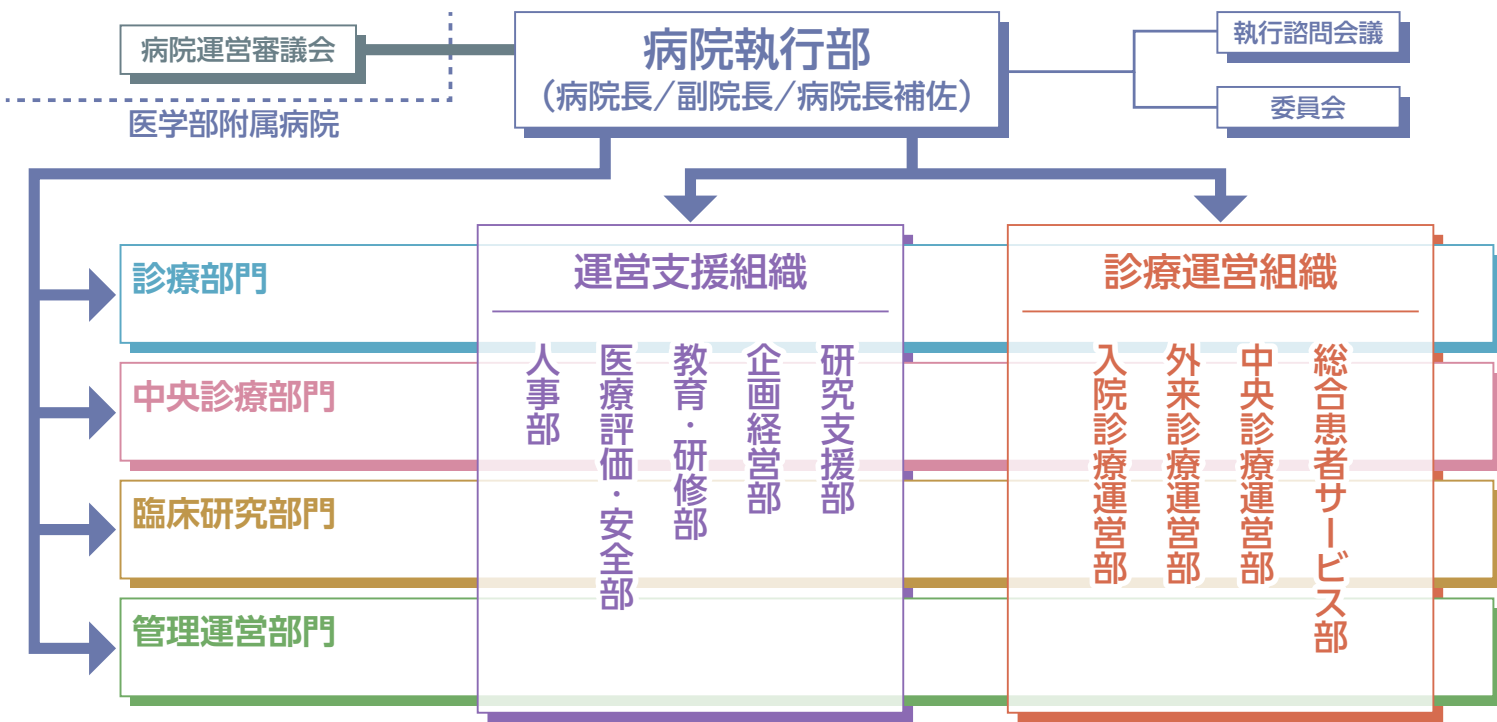 病院運営審議会
医学部附属病院
病院執行部
（病院長／副院長／病院長補佐）
執行諮問会議
委員会
診療部門
中央診療部門
臨床研究部門
管理運営部門
運営支援組織
人事部
医療評価・安全部
教育・研修部
企画経営部
研究支援部
診療運営組織
入院診療運営部
外来診療運営部
中央診療運営部
総合患者サービス部